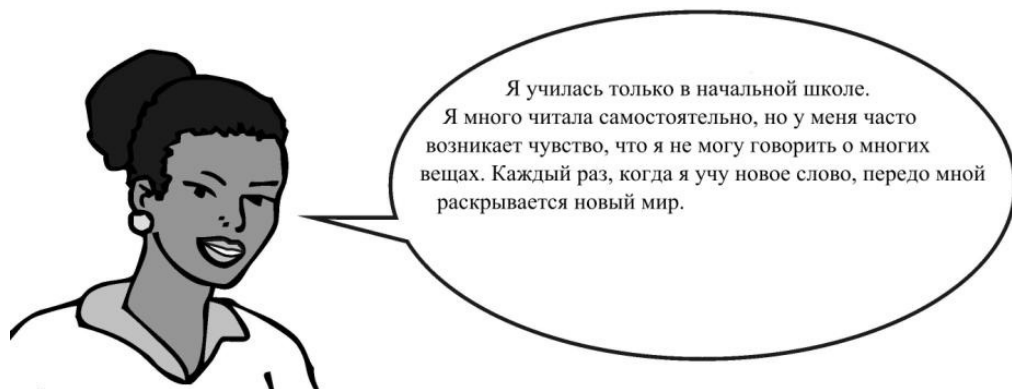 Я училась только в начальной школе.
Я много читала самостоятельно, но у меня часто
возникает чувство, что я не могу говорить о многих
вещах. Каждый раз, когда я учу новое слово, передо мной
раскрывается новый мир.